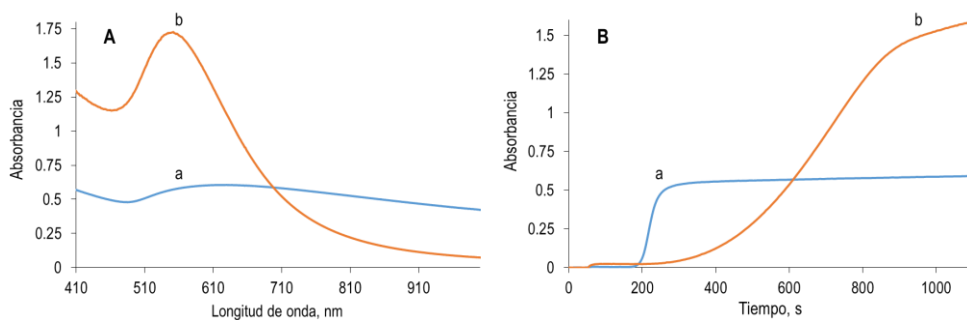 A
b
a
Absorbancia
1.75
1.5
1.25
1
0.75
0.5
0.25
0
410 510 610 710 810 910
Longitud de onda, nm
B
b
a
Absorbancia
1.5
1.25
1
0.75
0.5
0.25
0
0 200 400 600 800 1000
Tiempo, s